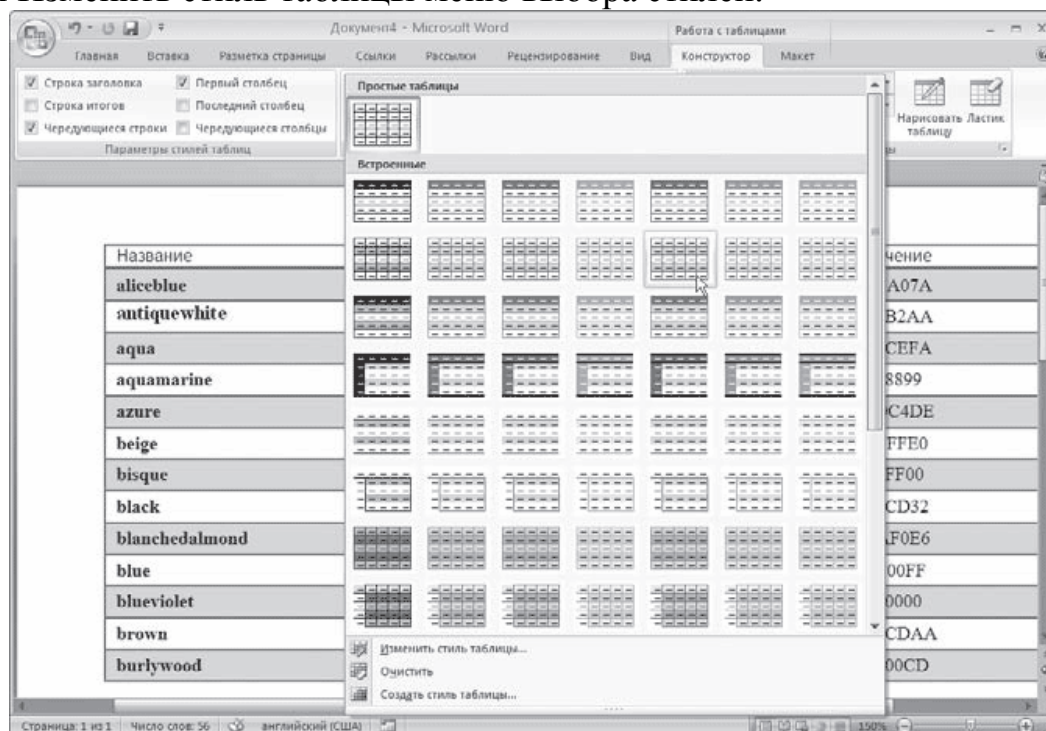 Изменить стиль таблицы меню выбора стилей.
Документ4 - Microsoft Word
Работа с таблицами
Главная Вставка Разметка страницы Ссылки Рассылки Рецензирование Вид Конструктор Макет
Строка заголовка Первый столбец
Строка итогов Последний столбец
Чередующиеся строки Чередующиеся столбцы
Параметры стилей таблиц
Нарисовать таблицу Ластик
Простые таблицы
Встроенные
Название чение
aliceblue A07A
antiquewhite B2AA
aqua CEFA
aquamarine 8899
azure C4DE
beige FFE0
bisque FF00
black CD32
blanchedalmond F0E6
blue 00FF
blueviolet 0000
brown CDAA
burlywood 00CD
Изменить стиль таблицы...
Очистить
Создать стиль таблицы...
Страница: 1 из 1 Число слов: 56 английский (США) 150%